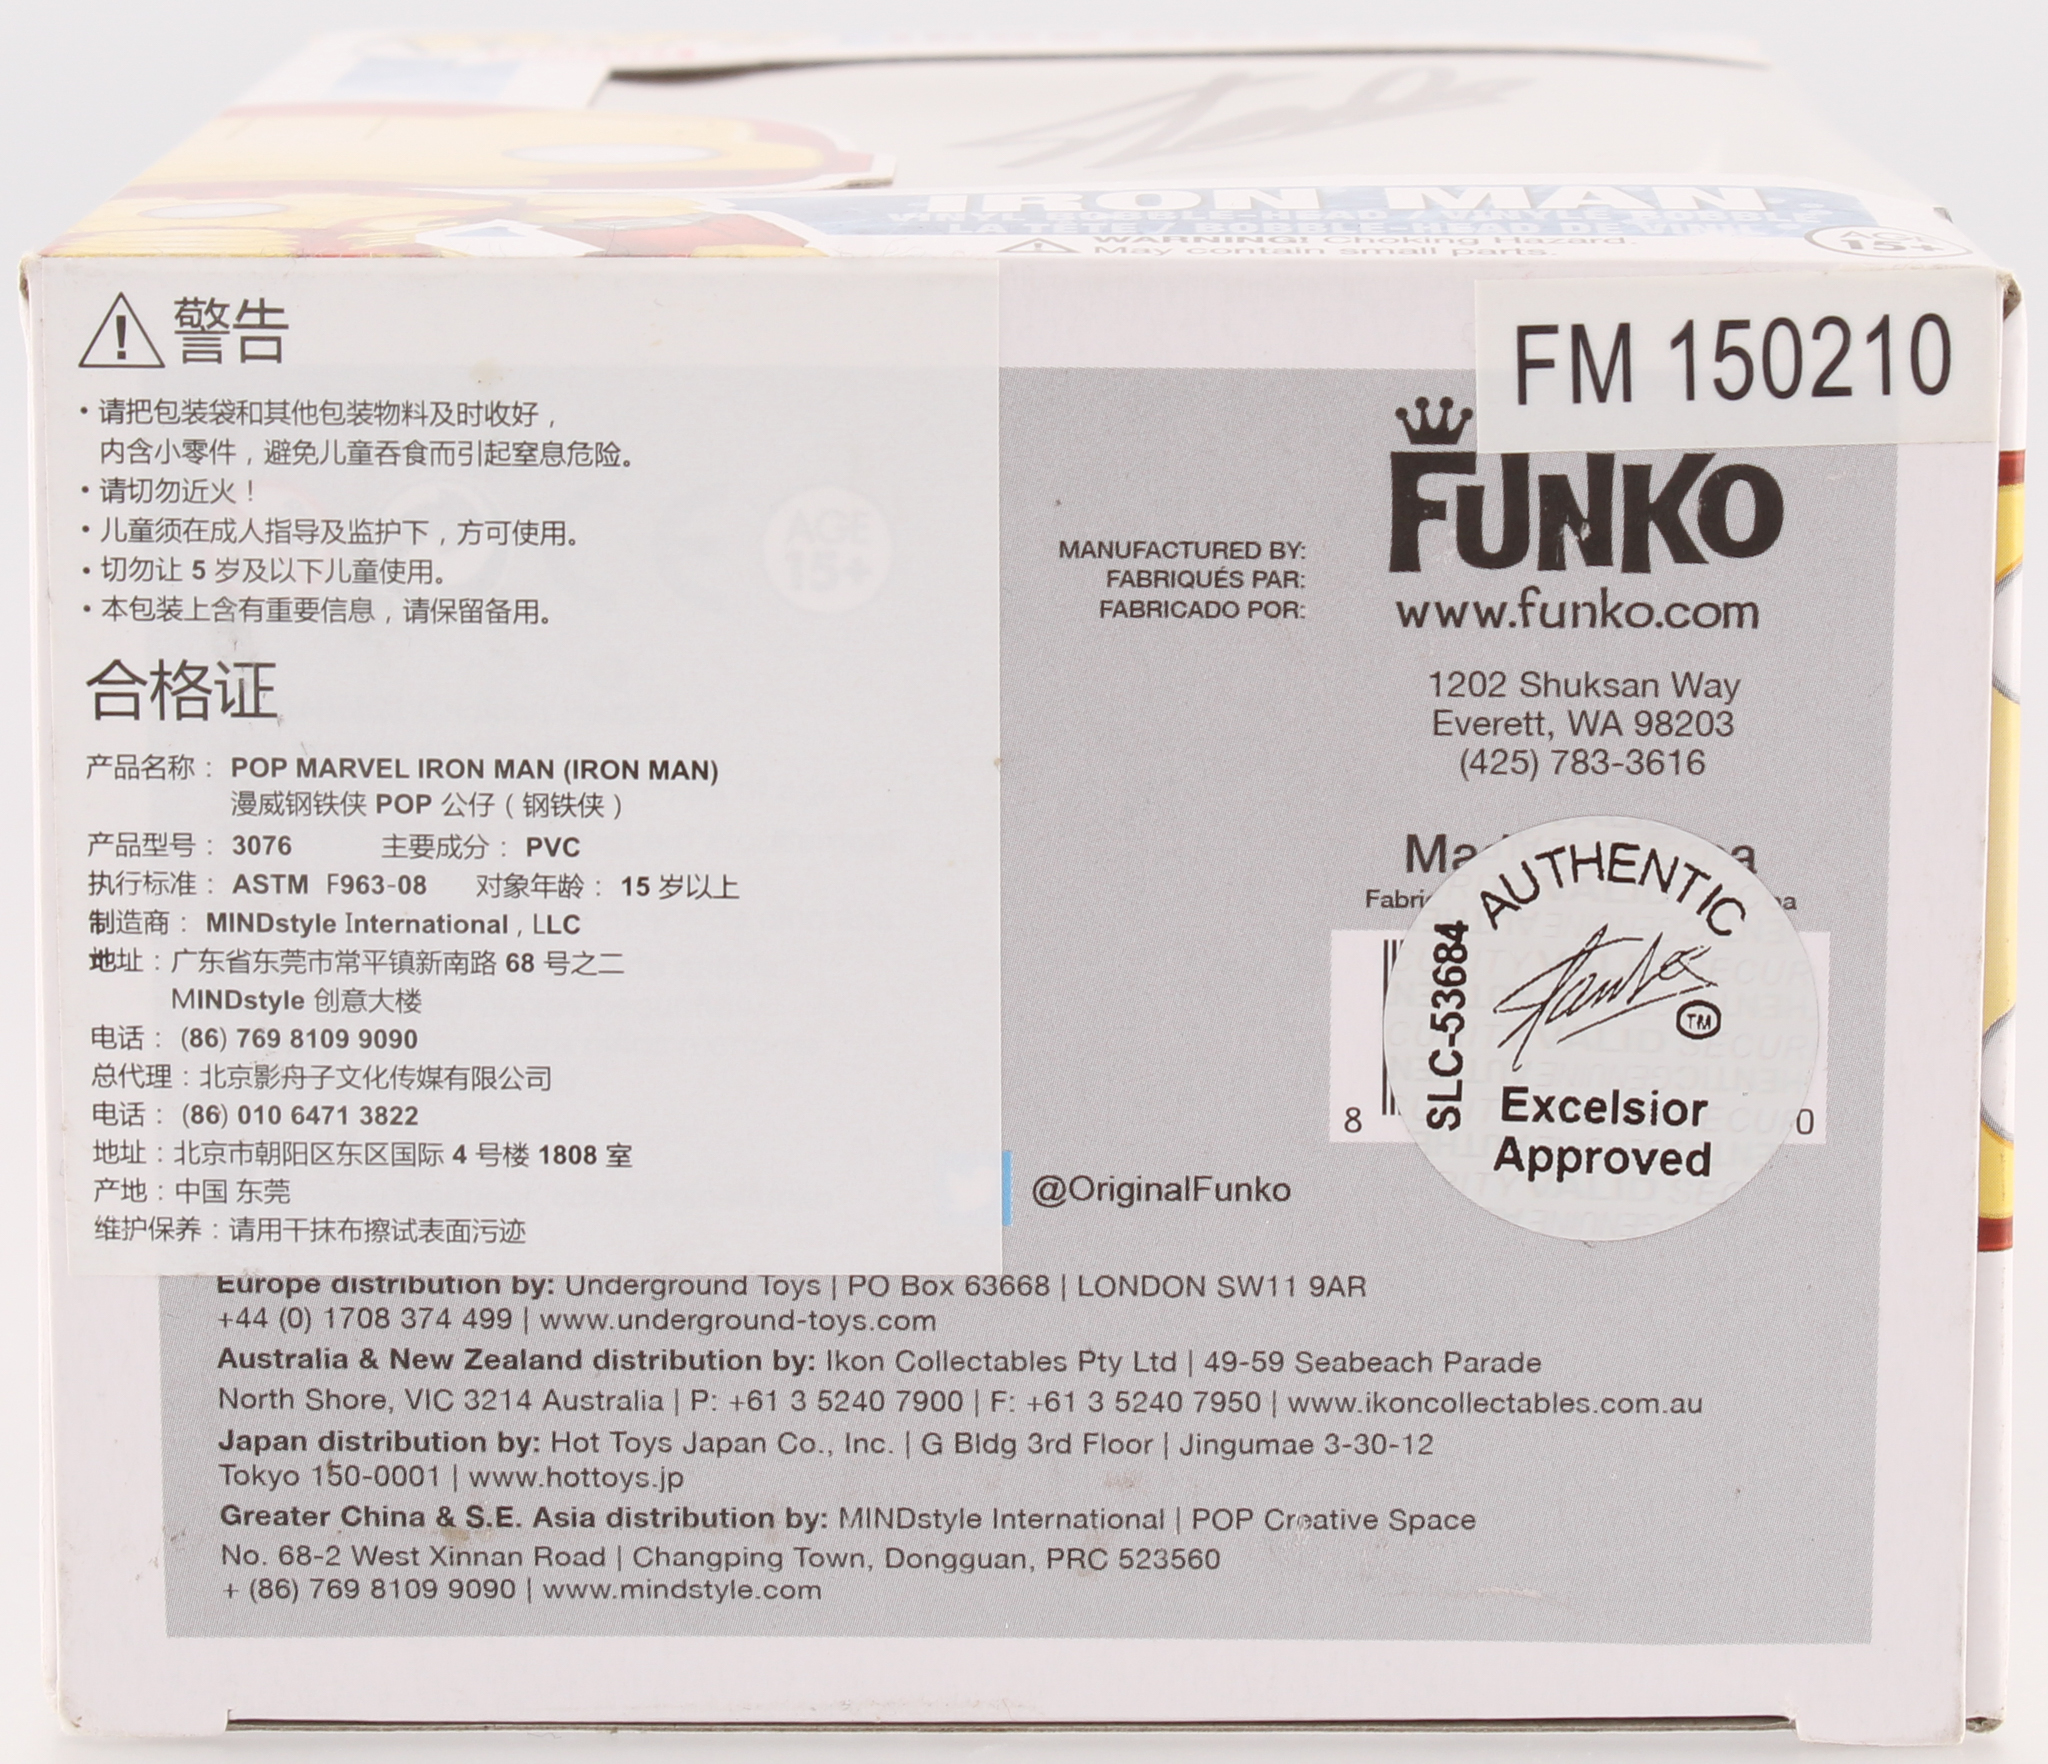 IRON MAN
VINYL BOBBLE-HEAD / VINYLE BOBBLE
LA TETE / BOBBLE-HEAD DE VINIL
WARNING! Choking Hazard.
May contain small parts.
AGE
15+
警告
• 请把包装袋和其他包装物料及时收好，
内含小零件，避免儿童吞食而引起窒息危险。
• 请切勿近火！
• 儿童须在成人指导及监护下，方可使用。
• 切勿让 5 岁及以下儿童使用。
• 本包装上含有重要信息，请保留备用。
合格证
产品名称： POP MARVEL IRON MAN (IRON MAN)
漫威钢铁侠 POP 公仔（钢铁侠）
产品型号： 3076 主要成分： PVC
执行标准： ASTM F963-08 对象年龄： 15 岁以上
制造商： MINDstyle International , LLC
地址：广东省东莞市常平镇新南路 68 号之二
MINDstyle 创意大楼
电话： (86) 769 8109 9090
总代理：北京影舟子文化传媒有限公司
电话： (86) 010 6471 3822
地址：北京市朝阳区东区国际 4 号楼 1808 室
产地：中国 东莞
维护保养：请用干抹布擦试表面污迹
AGE
15+
FM 150210
FUNKO
MANUFACTURED BY:
FABRIQUÉS PAR:
FABRICADO POR:
www.funko.com
1202 Shuksan Way
Everett, WA 98203
(425) 783-3616
AUTHENTIC
SLC-53684
Stan Lee
TM
Excelsior
Approved
8
0
@OriginalFunko
Europe distribution by: Underground Toys | PO Box 63668 | LONDON SW11 9AR
+44 (0) 1708 374 499 | www.underground-toys.com
Australia & New Zealand distribution by: Ikon Collectables Pty Ltd | 49-59 Seabeach Parade
North Shore, VIC 3214 Australia | P: +61 3 5240 7900 | F: +61 3 5240 7950 | www.ikoncollectables.com.au
Japan distribution by: Hot Toys Japan Co., Inc. | G Bldg 3rd Floor | Jingumae 3-30-12
Tokyo 150-0001 | www.hottoys.jp
Greater China & S.E. Asia distribution by: MINDstyle International | POP Creative Space
No. 68-2 West Xinnan Road | Changping Town, Dongguan, PRC 523560
+ (86) 769 8109 9090 | www.mindstyle.com